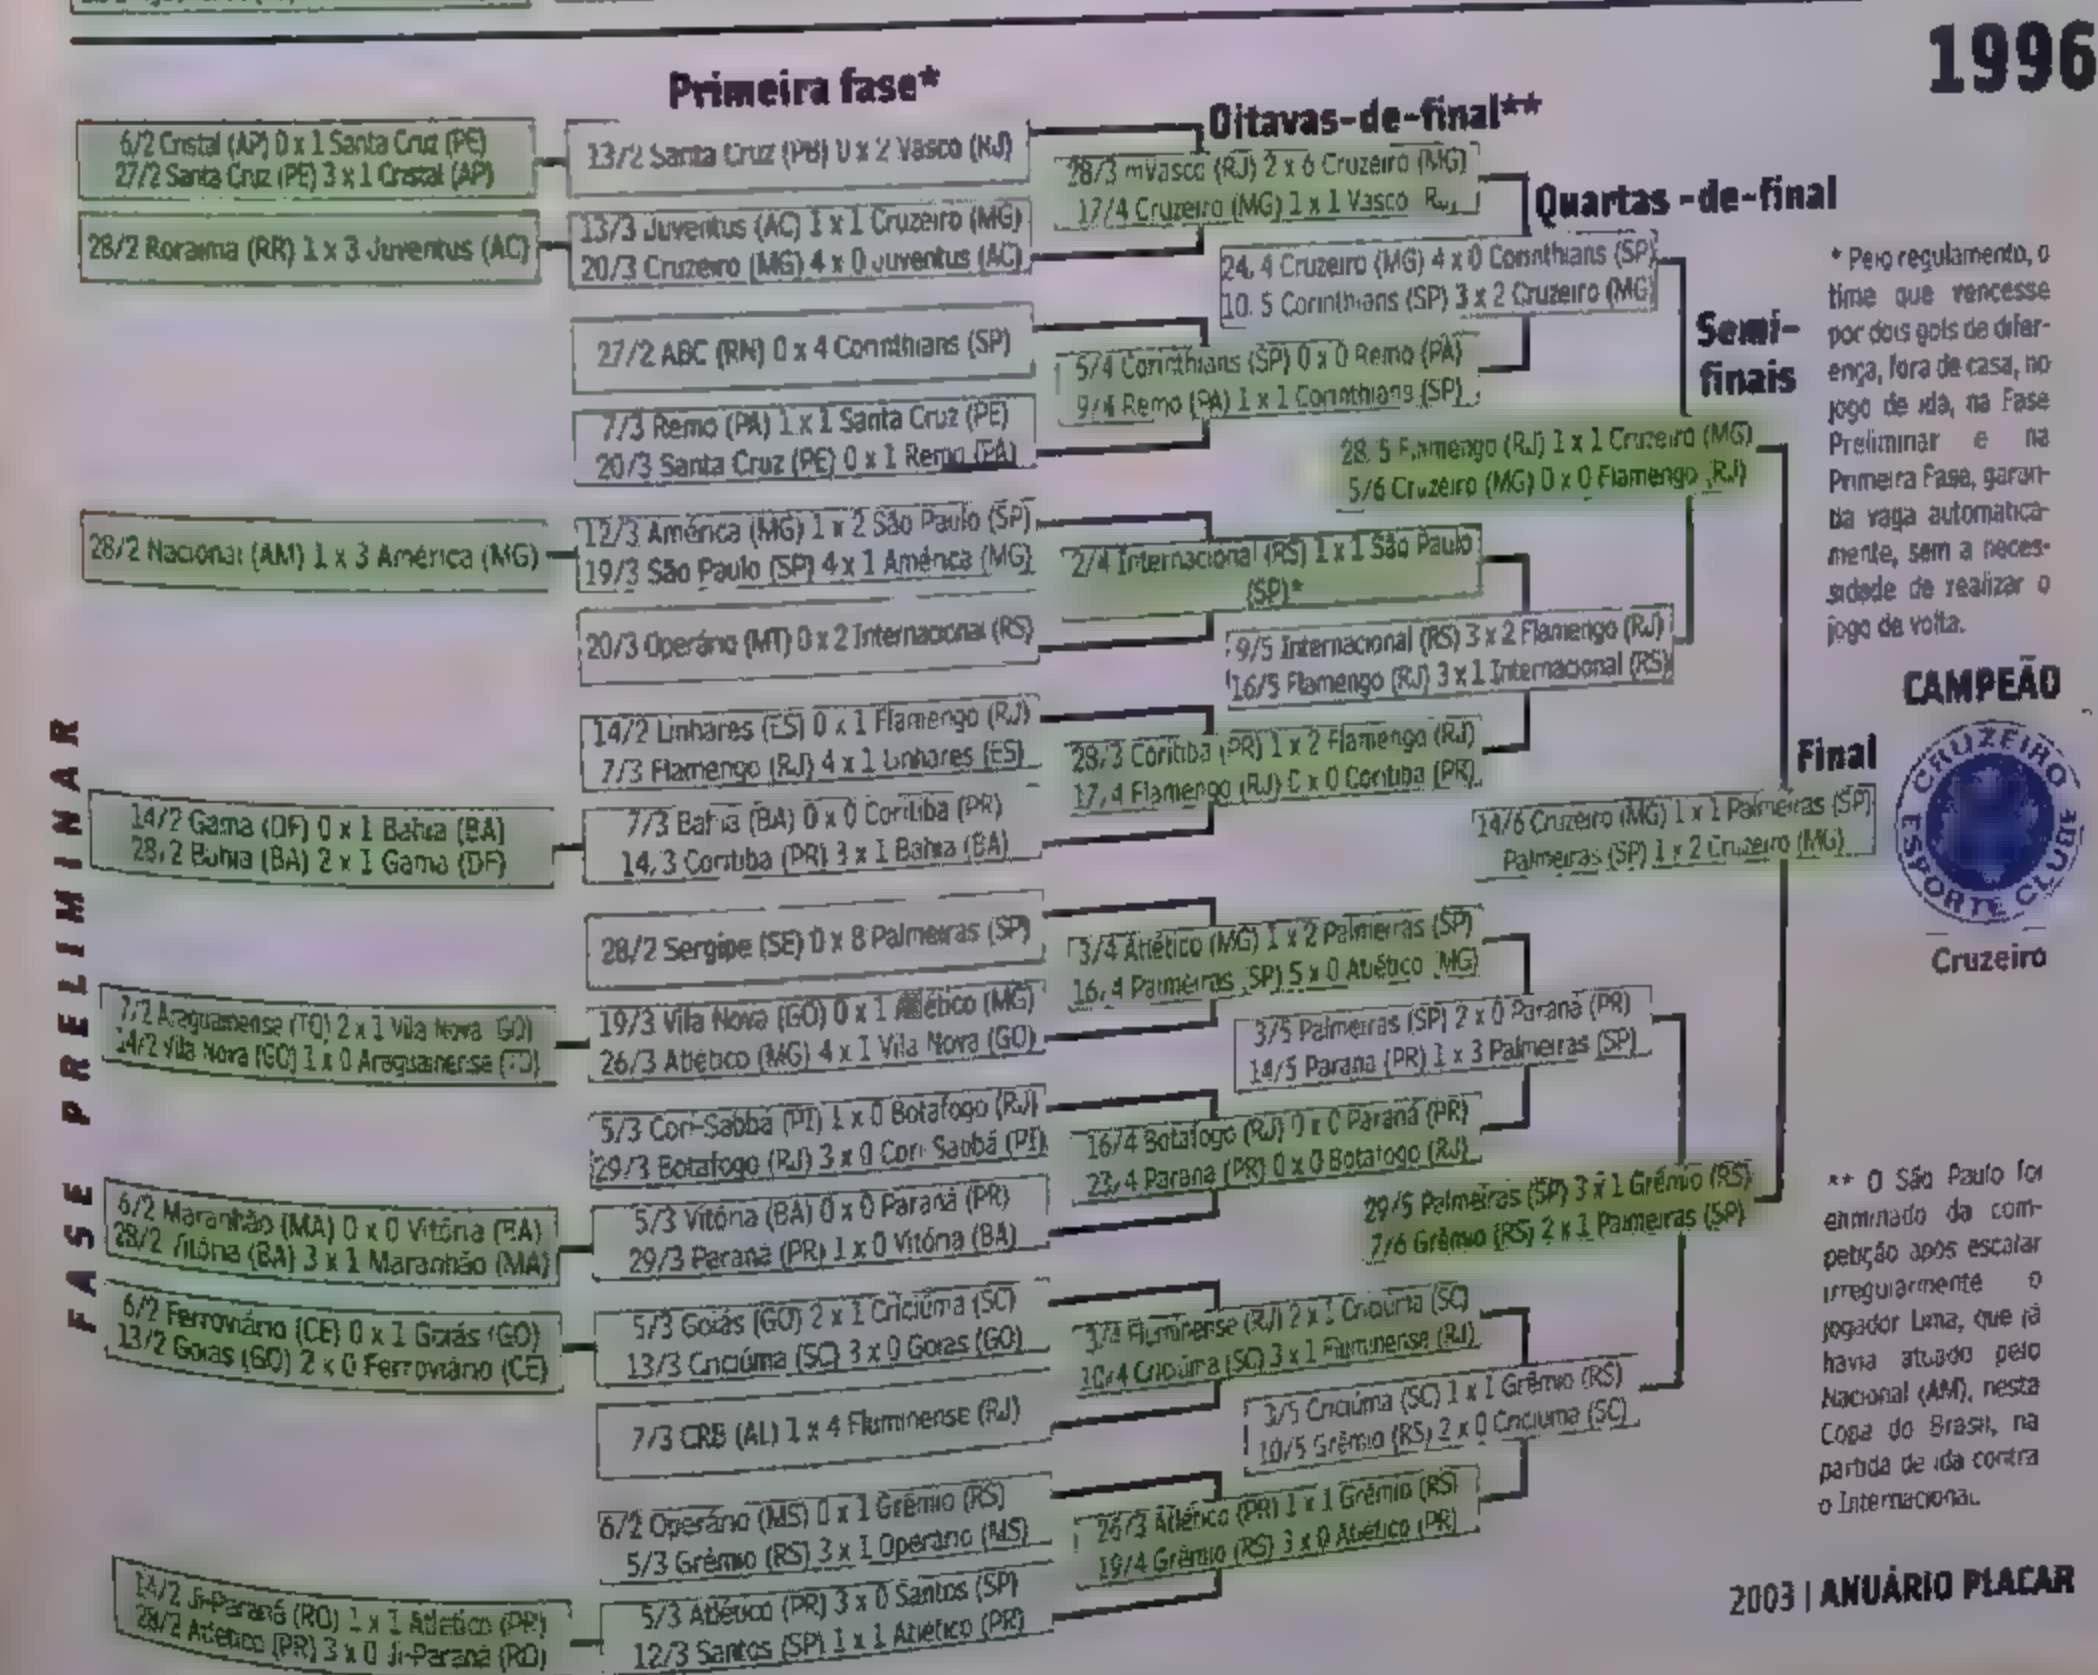 1996
Primeira fase*
Oitavas-de-final**
Quartas -de-final
Semi-
finais
Final
FASE PRELIMINAR
6/2 Cristal (AP) 0 x 1 Santa Cruz (PE)
27/2 Santa Cruz (PE) 3 x 1 Cristal (AP)
28/2 Roraima (RR) 1 x 3 Juventus (AC)
28/2 Nacional (AM) 1 x 3 América (MG)
14/2 Gama (DF) 0 x 1 Bahia (BA)
28/2 Bahia (BA) 2 x 1 Gama (DF)
7/2 Araguainense (TO) 2 x 1 Vila Nova (GO)
14/2 Vila Nova (GO) 1 x 0 Araguainense (TO)
6/2 Maranhão (MA) 0 x 0 Vitória (BA)
28/2 Vitória (BA) 3 x 1 Maranhão (MA)
6/2 Ferroviário (CE) 0 x 1 Goiás (GO)
13/2 Goiás (GO) 2 x 0 Ferroviário (CE)
14/2 Ji-Paraná (RO) 1 x 1 Atlético (PR)
28/2 Atlético (PR) 3 x 0 Ji-Paraná (RO)
13/2 Santa Cruz (PB) 0 x 2 Vasco (RJ)
13/3 Juventus (AC) 1 x 1 Cruzeiro (MG)
20/3 Cruzeiro (MG) 4 x 0 Juventus (AC)
27/2 ABC (RN) 0 x 4 Corinthians (SP)
7/3 Remo (PA) 1 x 1 Santa Cruz (PE)
20/3 Santa Cruz (PE) 0 x 1 Remo (PA)
12/3 América (MG) 1 x 2 São Paulo (SP)
19/3 São Paulo (SP) 4 x 1 América (MG)
20/3 Operário (MT) 0 x 2 Internacional (RS)
14/2 Linhares (ES) 0 x 1 Flamengo (RJ)
7/3 Flamengo (RJ) 4 x 1 Linhares (ES)
7/3 Bahia (BA) 0 x 0 Coritiba (PR)
14/3 Coritiba (PR) 3 x 1 Bahia (BA)
28/2 Sergipe (SE) 0 x 8 Palmeiras (SP)
19/3 Vila Nova (GO) 0 x 1 Atlético (MG)
26/3 Atlético (MG) 4 x 1 Vila Nova (GO)
5/3 Cori-Sabbá (PI) 1 x 0 Botafogo (RJ)
29/3 Botafogo (RJ) 3 x 0 Cori-Sabbá (PI)
5/3 Vitória (BA) 0 x 0 Paraná (PR)
29/3 Paraná (PR) 1 x 0 Vitória (BA)
5/3 Goiás (GO) 2 x 1 Criciúma (SC)
13/3 Criciúma (SC) 3 x 0 Goiás (GO)
7/3 CRB (AL) 1 x 4 Fluminense (RJ)
6/2 Operário (MS) 0 x 1 Grêmio (RS)
5/3 Grêmio (RS) 3 x 1 Operário (MS)
5/3 Atlético (PR) 3 x 0 Santos (SP)
12/3 Santos (SP) 1 x 1 Atlético (PR)
28/3 mVasco (RJ) 2 x 6 Cruzeiro (MG)
17/4 Cruzeiro (MG) 1 x 1 Vasco
5/4 Corinthians (SP) 0 x 0 Remo (PA)
9/4 Remo (PA) 1 x 1 Corinthians (SP)
2/4 Internacional (RS) 1 x 1 São Paulo
(SP)*
28/3 Coritiba (PR) 1 x 2 Flamengo (RJ)
17/4 Flamengo (RJ) 0 x 0 Coritiba (PR)
3/4 Atlético (MG) 1 x 2 Palmeiras (SP)
16/4 Palmeiras (SP) 5 x 0 Atlético (MG)
16/4 Botafogo (RJ) 0 x 0 Paraná (PR)
23/4 Paraná (PR) 0 x 0 Botafogo (RJ)
3/4 Fluminense (RJ) 2 x 1 Criciúma (SC)
10/4 Criciúma (SC) 3 x 1 Fluminense (RJ)
26/3 Atlético (PR) 1 x 1 Grêmio (RS)
19/4 Grêmio (RS) 3 x 0 Atlético (PR)
24/4 Cruzeiro (MG) 4 x 0 Corinthians (SP)
10/5 Corinthians (SP) 3 x 2 Cruzeiro (MG)
9/5 Internacional (RS) 3 x 2 Flamengo (RJ)
16/5 Flamengo (RJ) 3 x 1 Internacional (RS)
3/5 Palmeiras (SP) 2 x 0 Paraná (PR)
14/5 Paraná (PR) 1 x 3 Palmeiras (SP)
3/5 Criciúma (SC) 1 x 1 Grêmio (RS)
10/5 Grêmio (RS) 2 x 0 Criciúma (SC)
28/5 Flamengo (RJ) 1 x 1 Cruzeiro (MG)
5/6 Cruzeiro (MG) 0 x 0 Flamengo (RJ)
29/5 Palmeiras (SP) 3 x 1 Grêmio (RS)
7/6 Grêmio (RS) 2 x 1 Palmeiras (SP)
14/6 Cruzeiro (MG) 1 x 1 Palmeiras (SP)
Palmeiras (SP) 1 x 2 Cruzeiro (MG)
* Pelo regulamento, o
time que vencesse
por dois gols de difer-
ença, fora de casa, no
jogo de ida, na Fase
Preliminar e na
Primeira Fase, garan-
tia vaga automatica-
mente, sem a neces-
sidade de realizar o
jogo de volta.
CAMPEÃO
CRUZEIRO
ESPORTE CLUBE
Cruzeiro
** O São Paulo foi
eliminado da com-
petição após escalar
irregularmente o
jogador Lima, que já
havia atuado pelo
Nacional (AM), nesta
Copa do Brasil, na
partida de ida contra
o Internacional.
2003 | ANUÁRIO PLACAR